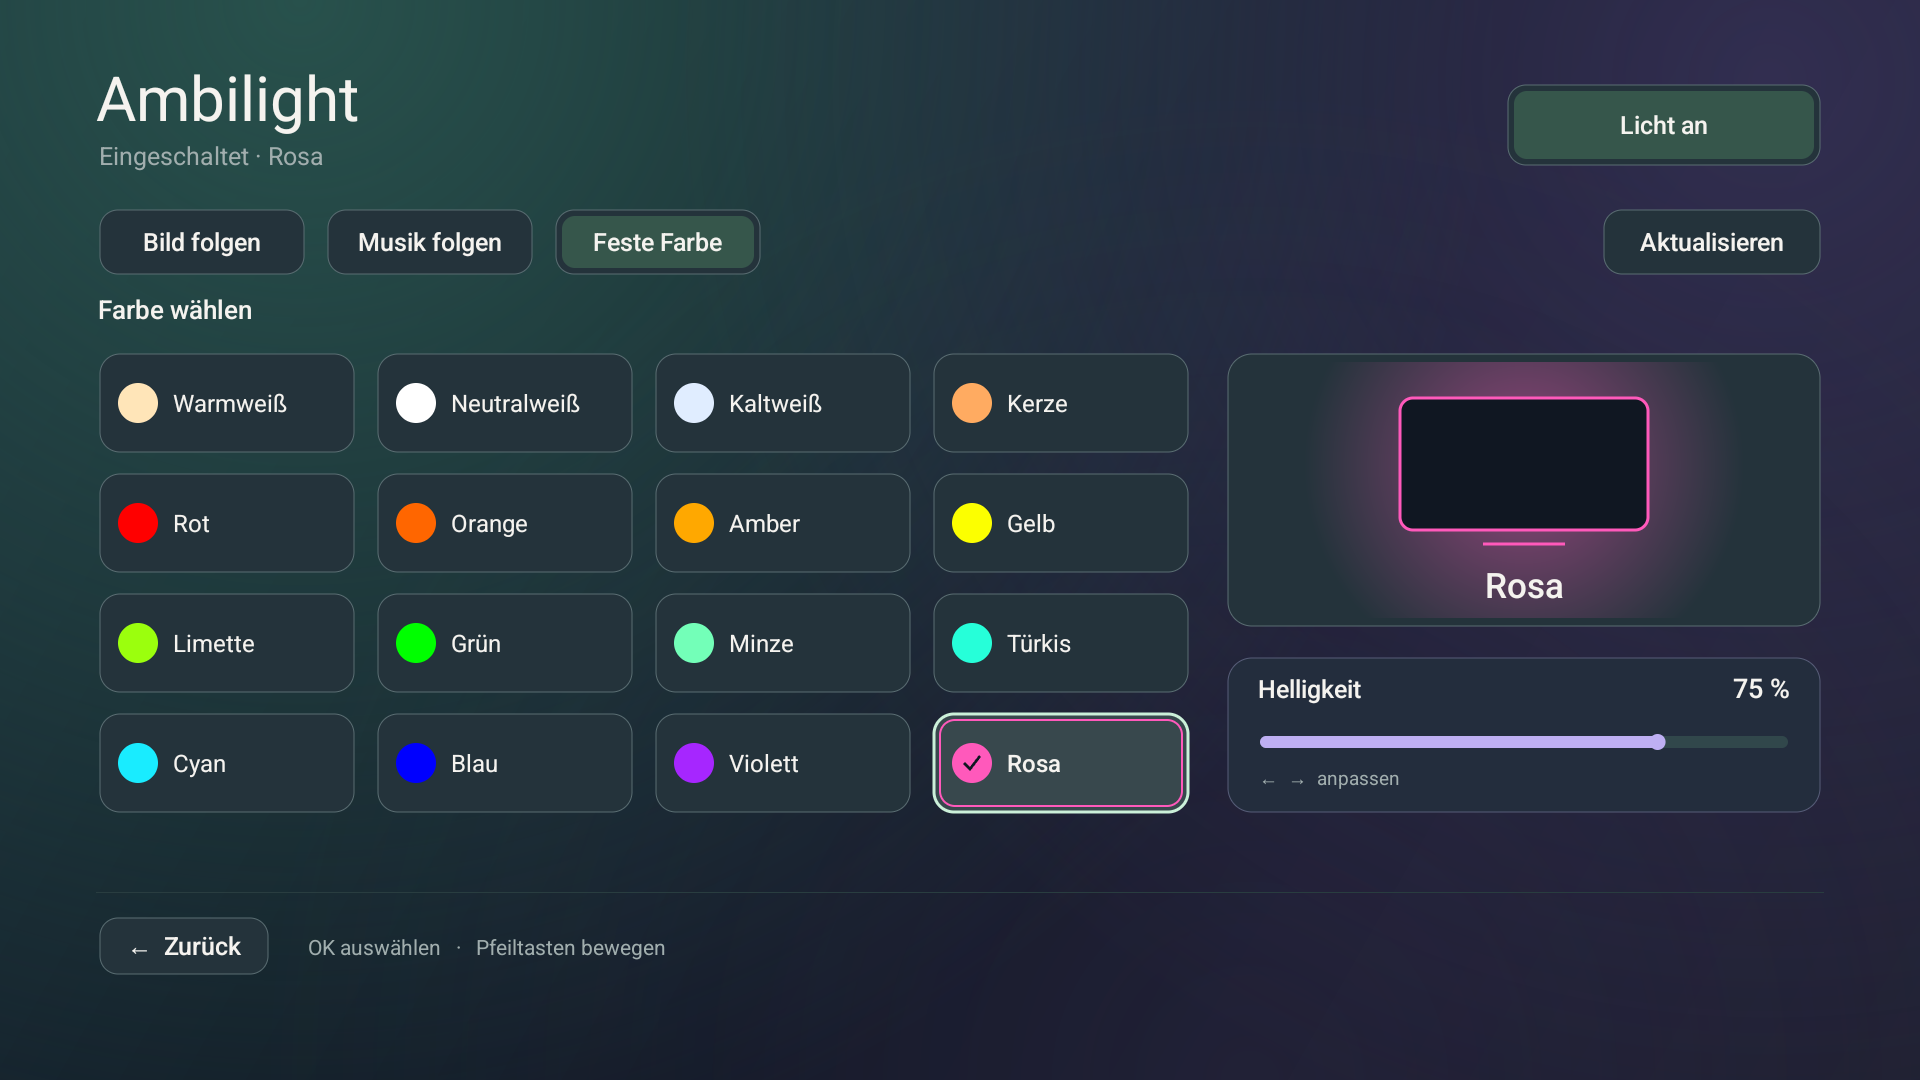 Ambilight
Eingeschaltet · Rosa
Licht an
Bild folgen
Musik folgen
Feste Farbe
Aktualisieren
Farbe wählen
Warmweiß
Neutralweiß
Kaltweiß
Kerze
Rot
Orange
Amber
Gelb
Limette
Grün
Minze
Türkis
Cyan
Blau
Violett
Rosa
Rosa
Helligkeit
75 %
← → anpassen
← Zurück
OK auswählen · Pfeiltasten bewegen